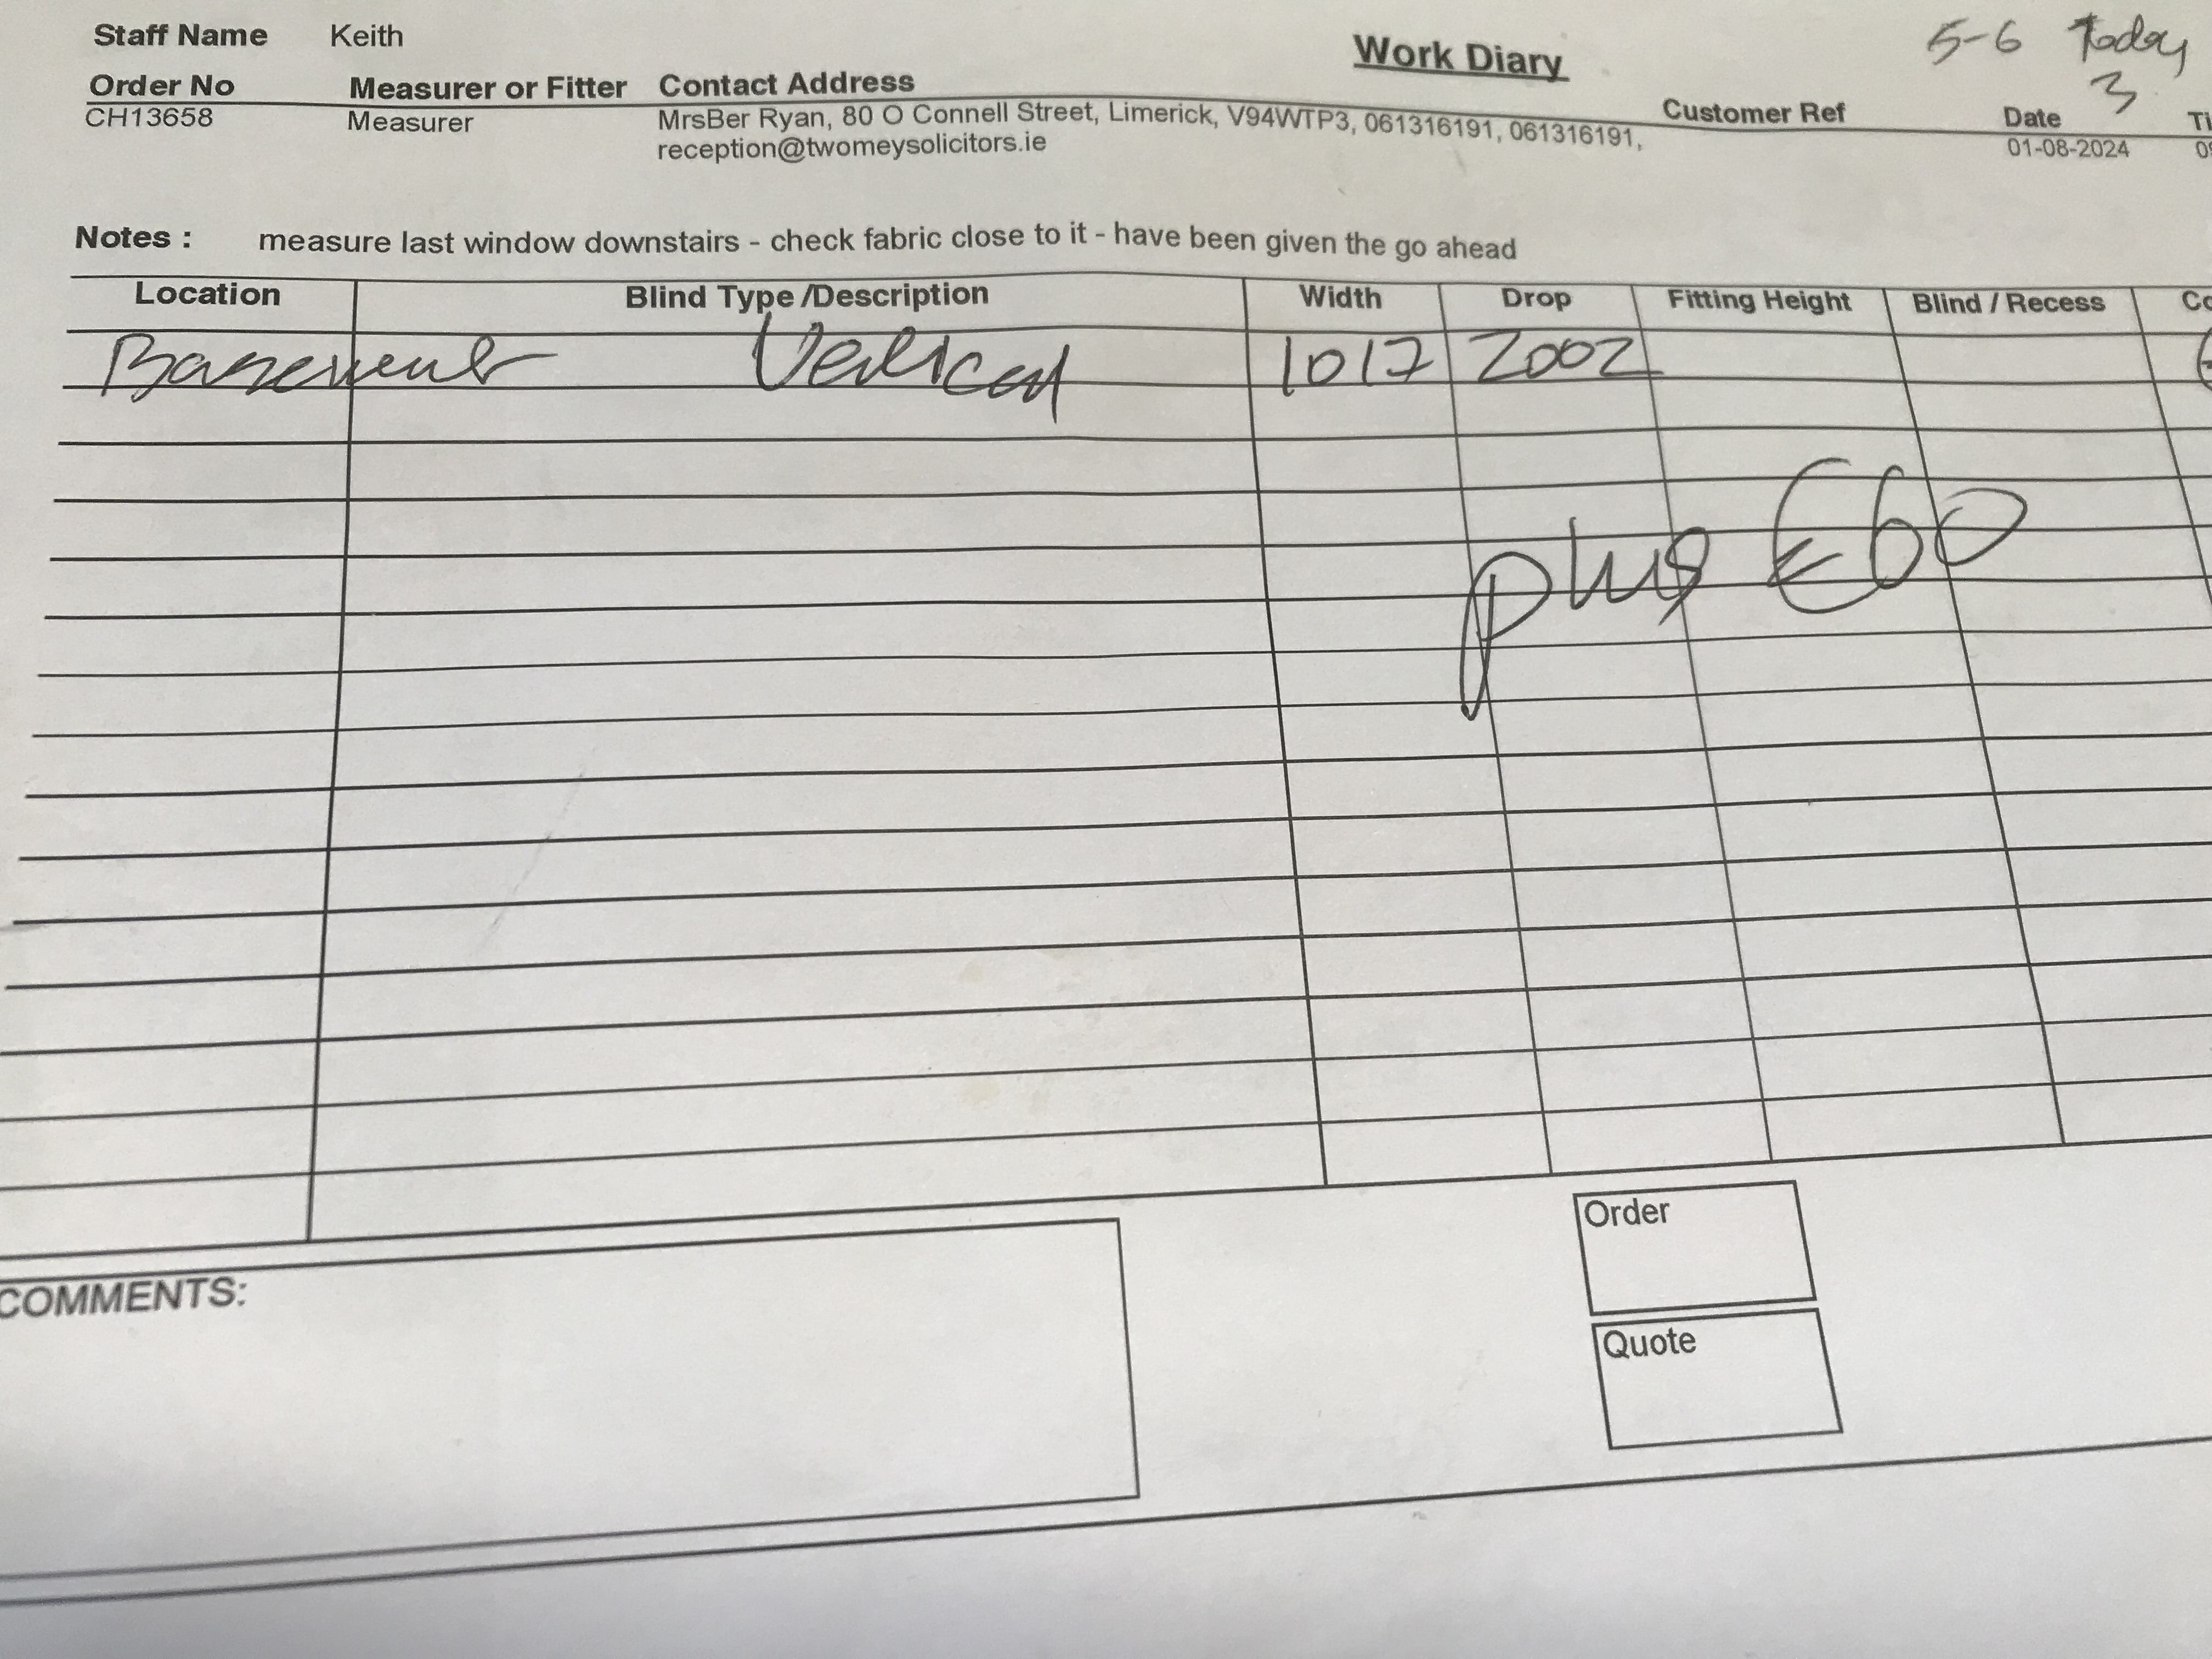 Staff Name Keith
Work Diary
5-6 Today
3
Order No Measurer or Fitter Contact Address Customer Ref Date Ti
CH13658 Measurer MrsBer Ryan, 80 O Connell Street, Limerick, V94WTP3, 061316191, 061316191, 01-08-2024 09
reception@twomeysolicitors.ie
Notes : measure last window downstairs - check fabric close to it - have been given the go ahead
Location Blind Type /Description Width Drop Fitting Height Blind / Recess Co
Basement Vertical 1017 2002
plus €60
Order
Quote
COMMENTS: